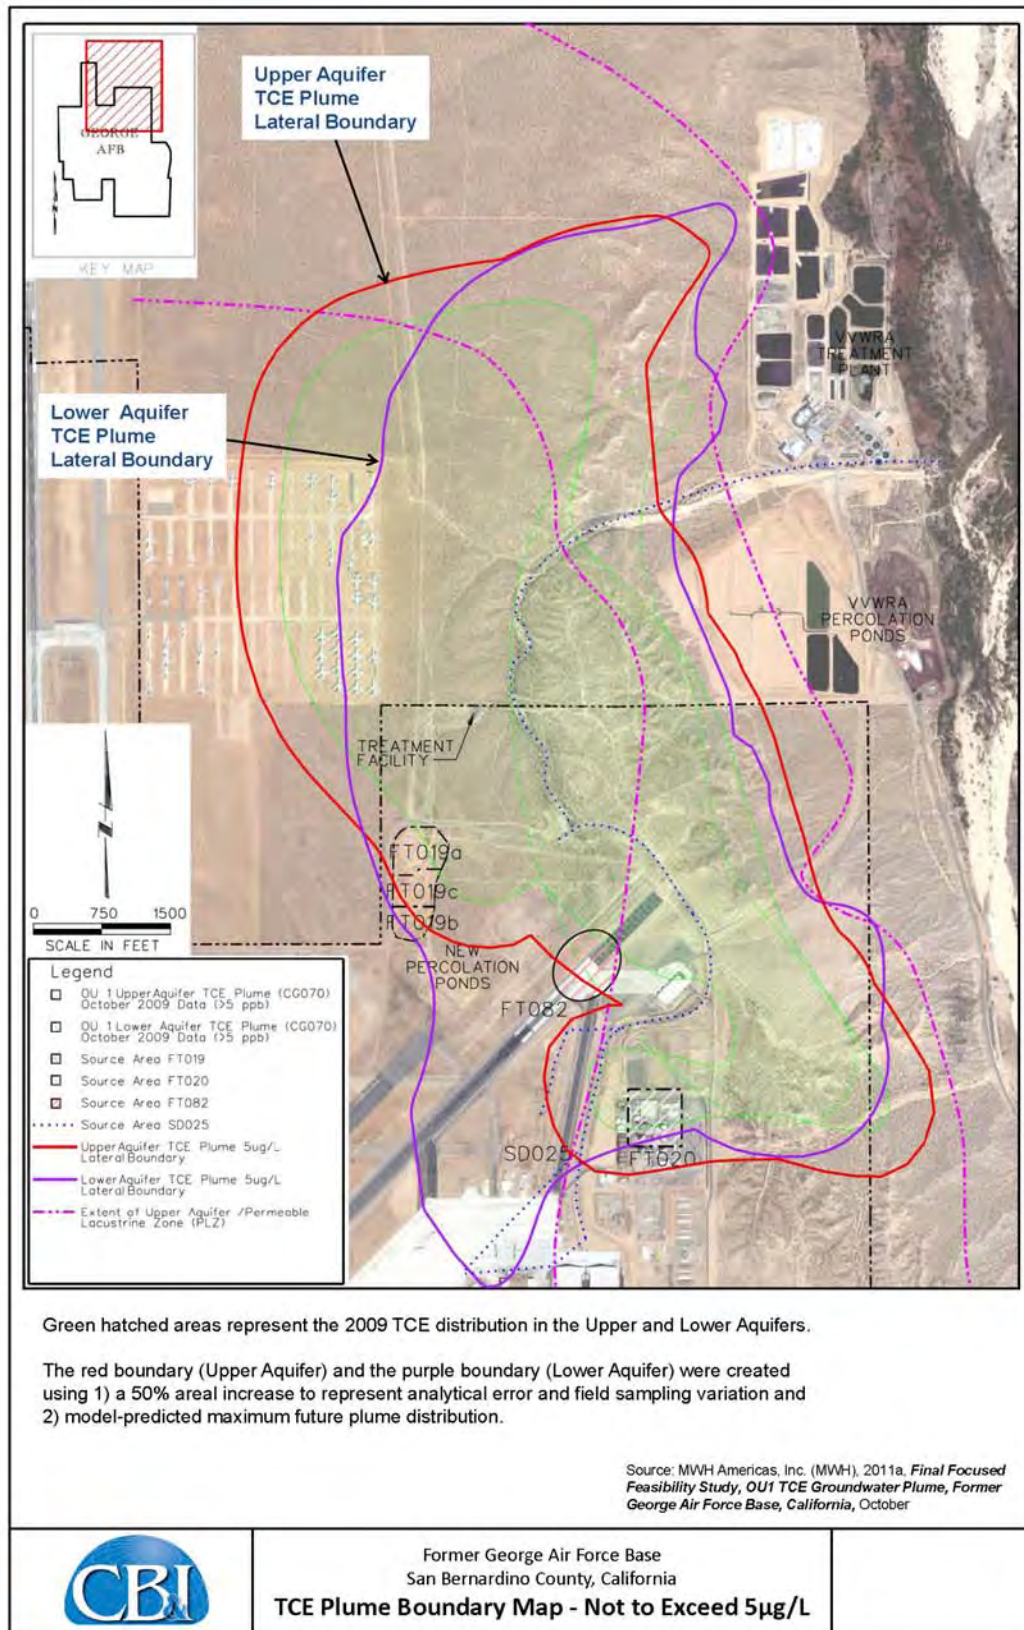 GEORGE
AFB
KEY MAP
Upper Aquifer
TCE Plume
Lateral Boundary
VVWRA
TREATMENT
PLANT
Lower Aquifer
TCE Plume
Lateral Boundary
VVWRA
PERCOLATION
PONDS
TREATMENT
FACILITY
FT019a
FT019c
FT019b
NEW
PERCOLATION
PONDS
FT082
SD025
FT020
0 750 1500
SCALE IN FEET
Legend
OU 1 Upper Aquifer TCE Plume (CG070)
October 2009 Data (>5 ppb)
OU 1 Lower Aquifer TCE Plume (CG070)
October 2009 Data (>5 ppb)
Source Area FT019
Source Area FT020
Source Area FT082
Source Area SD025
Upper Aquifer TCE Plume 5ug/L
Lateral Boundary
Lower Aquifer TCE Plume 5ug/L
Lateral Boundary
Extent of Upper Aquifer /Permeable
Lacustrine Zone (PLZ)
Green hatched areas represent the 2009 TCE distribution in the Upper and Lower Aquifers.
The red boundary (Upper Aquifer) and the purple boundary (Lower Aquifer) were created
using 1) a 50% areal increase to represent analytical error and field sampling variation and
2) model-predicted maximum future plume distribution.
Source: MWH Americas, Inc. (MWH), 2011a, Final Focused
Feasibility Study, OU1 TCE Groundwater Plume, Former
George Air Force Base, California, October
CB&I
Former George Air Force Base
San Bernardino County, California
TCE Plume Boundary Map - Not to Exceed 5µg/L